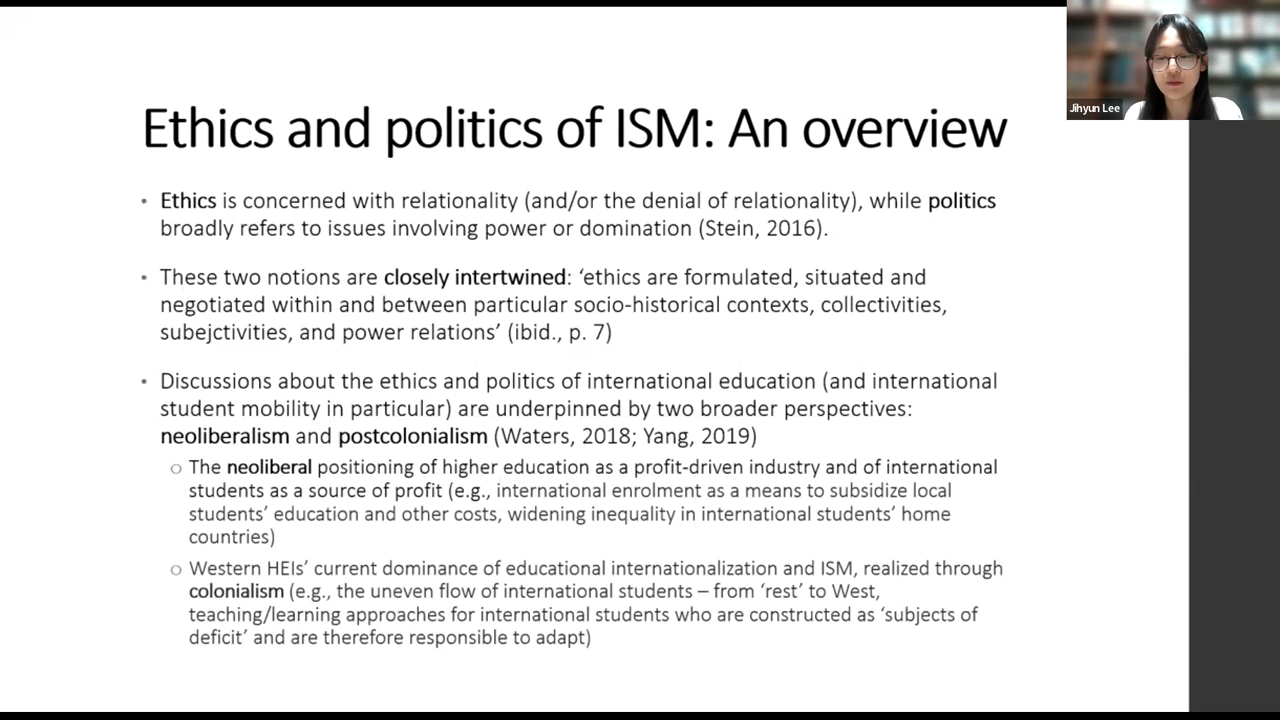 Jihyun Lee
Ethics and politics of ISM: An overview
• Ethics is concerned with relationality (and/or the denial of relationality), while politics
broadly refers to issues involving power or domination (Stein, 2016).
• These two notions are closely intertwined: ‘ethics are formulated, situated and
negotiated within and between particular socio-historical contexts, collectivities,
subejctivities, and power relations’ (ibid., p. 7)
• Discussions about the ethics and politics of international education (and international
student mobility in particular) are underpinned by two broader perspectives:
neoliberalism and postcolonialism (Waters, 2018; Yang, 2019)
○ The neoliberal positioning of higher education as a profit-driven industry and of international
students as a source of profit (e.g., international enrolment as a means to subsidize local
students’ education and other costs, widening inequality in international students’ home
countries)
○ Western HEIs’ current dominance of educational internationalization and ISM, realized through
colonialism (e.g., the uneven flow of international students – from ‘rest’ to West,
teaching/learning approaches for international students who are constructed as ‘subjects of
deficit’ and are therefore responsible to adapt)